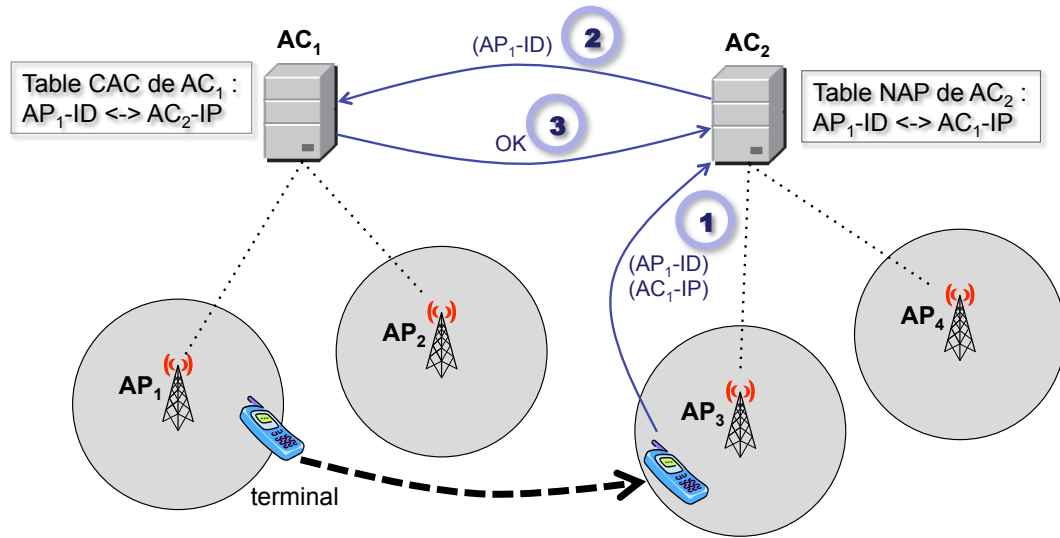 AC₁
(AP₁-ID)
2
AC₂
Table CAC de AC₁ :
AP₁-ID <-> AC₂-IP
OK
3
Table NAP de AC₂ :
AP₁-ID <-> AC₁-IP
1
(AP₁-ID)
(AC₁-IP)
AP₁
AP₂
AP₃
AP₄
terminal